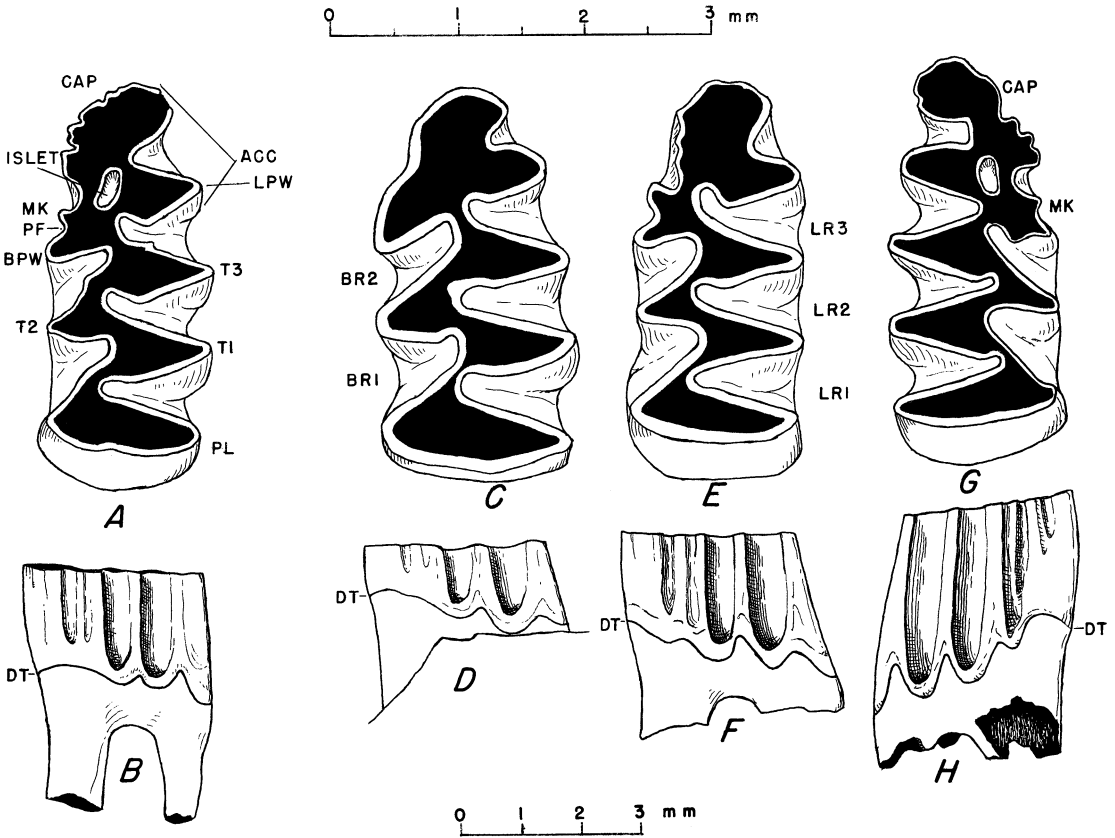 0 1 2 3 mm
CAP
CAP
ISLET
ACC
LPW
MK
PF
MK
LR3
BPW
T3
BR2
T2
LR2
T1
BR1
LR1
PL
A
C
E
G
DT
DT
DT
DT
B
D
F
H
0 1 2 3 mm